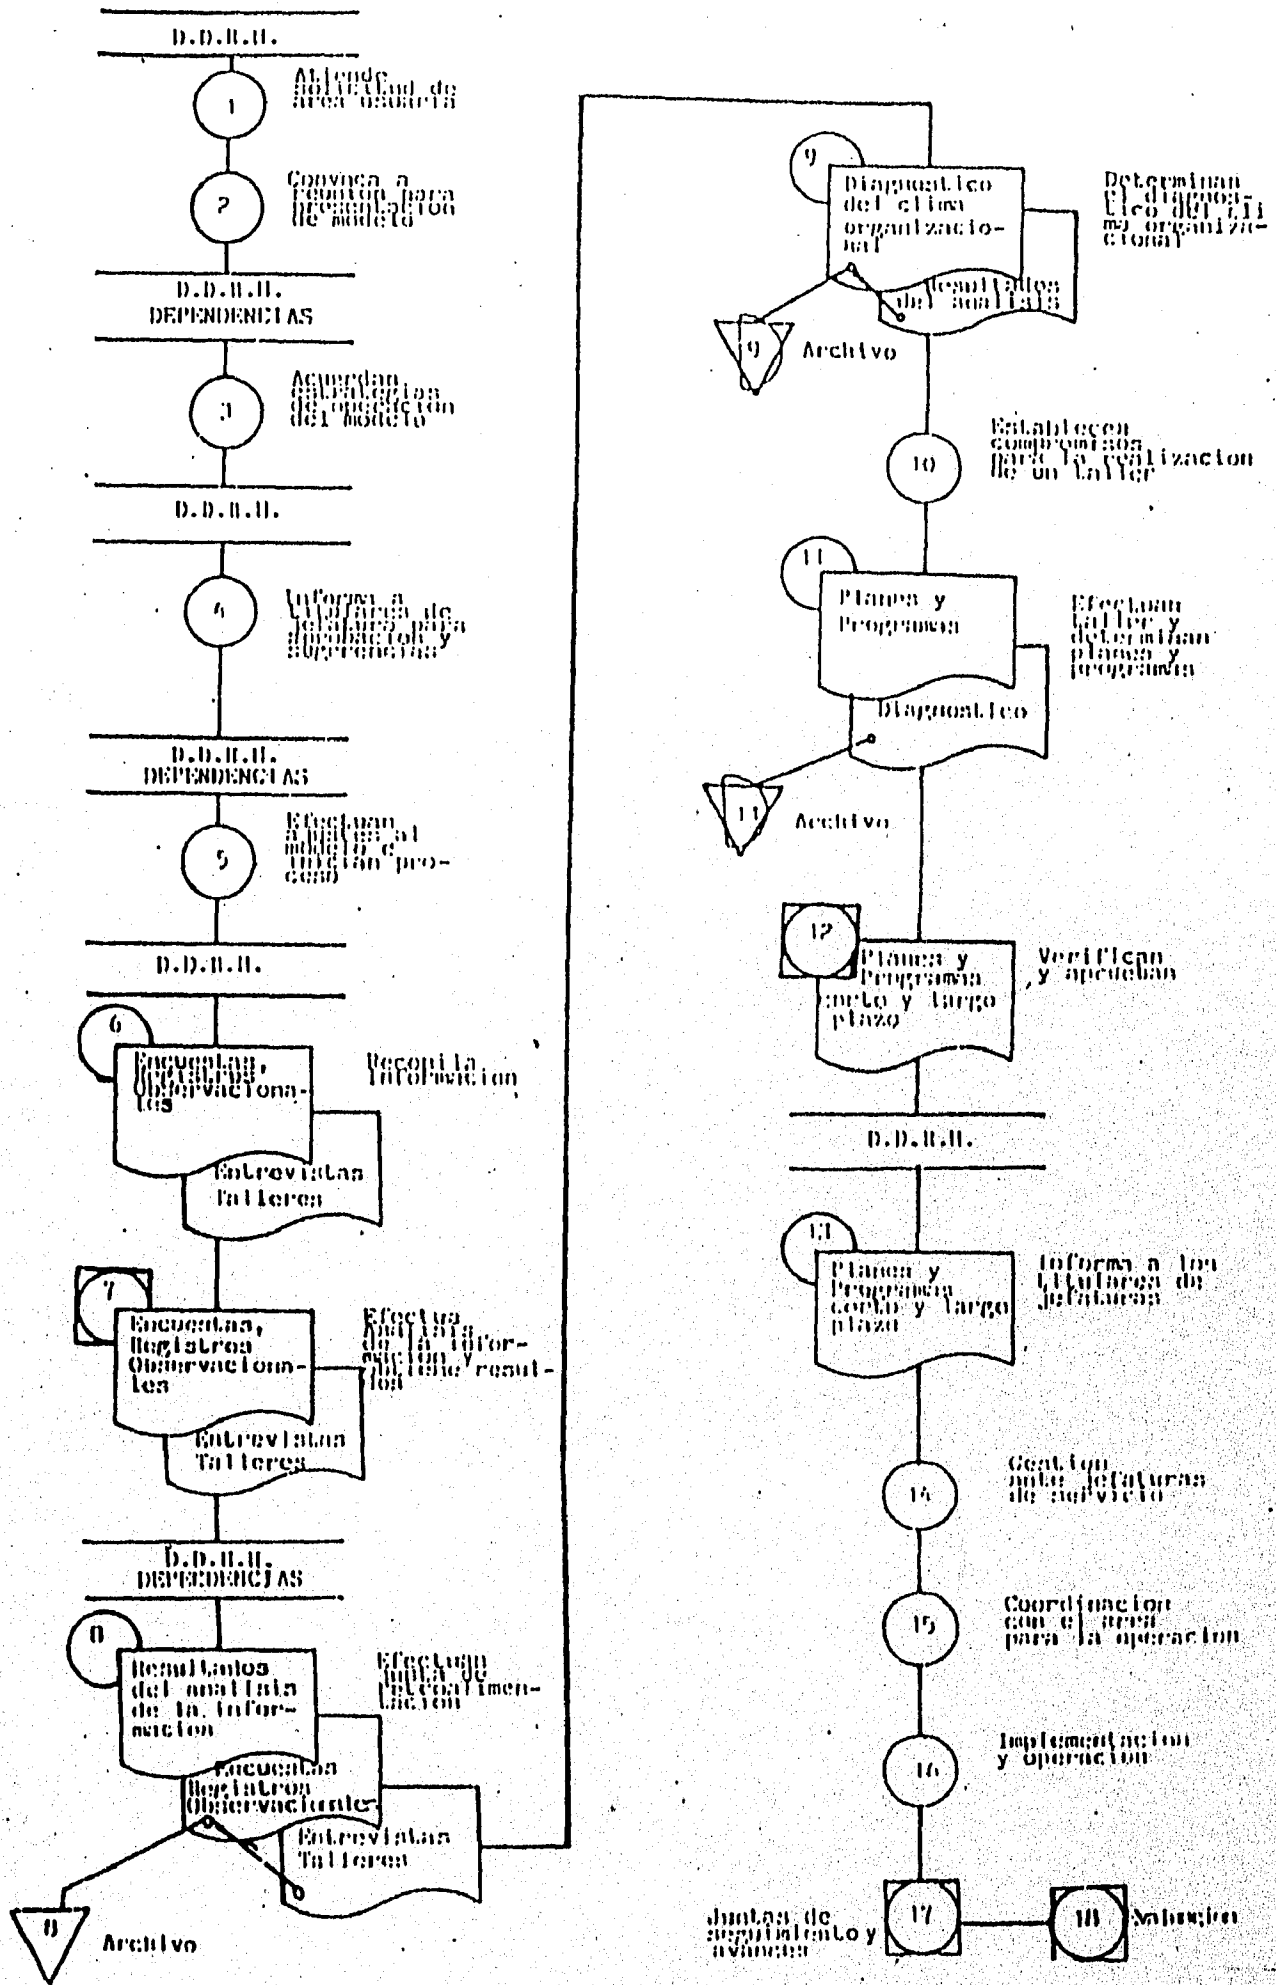 D.D.R.H.
1
Atiende
solicitud de
area usuaria
2
Convoca a
reunion para
presentacion
de modelo
D.D.R.H.
DEPENDENCIAS
3
Acuerdan
estrategias
de operacion
del modelo
D.D.R.H.
4
Informa a
titulares de
jefatura para
aprobacion y
sugerencias
D.D.R.H.
DEPENDENCIAS
5
Efectuan
ajustes al
modelo e
inician pro-
ceso
D.D.R.H.
6
Encuestas,
Registros
Observaciona-
les
Entrevistas
Talleres
Recopila
Informacion
7
Encuestas,
Registros
Observaciona-
les
Entrevistas
Talleres
Efectua
Analisis
de la infor-
macion y
obtiene resul-
tados
D.D.R.H.
DEPENDENCIAS
8
Resultados
del analisis
de la infor-
macion
Encuestas
Registros
Observacionales
Entrevistas
Talleres
Efectuan
junta de
retroalimen-
tacion
8
Archivo
9
Diagnostico
del clima
organizacio-
nal
Resultados
del analisis
Determinan
el diagnos-
tico del cli
ma organiza-
cional
9
Archivo
10
Establecen
compromisos
para la realizacion
de un taller
11
Planes y
Programas
Diagnostico
Efectuan
taller y
determinan
planes y
programas
11
Archivo
12
Planes y
Programas
corto y largo
plazo
Verifican
y aprueban
D.D.R.H.
13
Planes y
Programas
corto y largo
plazo
Informa a los
titulares de
jefaturas
14
Gestion
ante jefaturas
de servicio
15
Coordinacion
con el area
para la operacion
16
Implementacion
y operacion
17
Juntas de
seguimiento y
avances
18